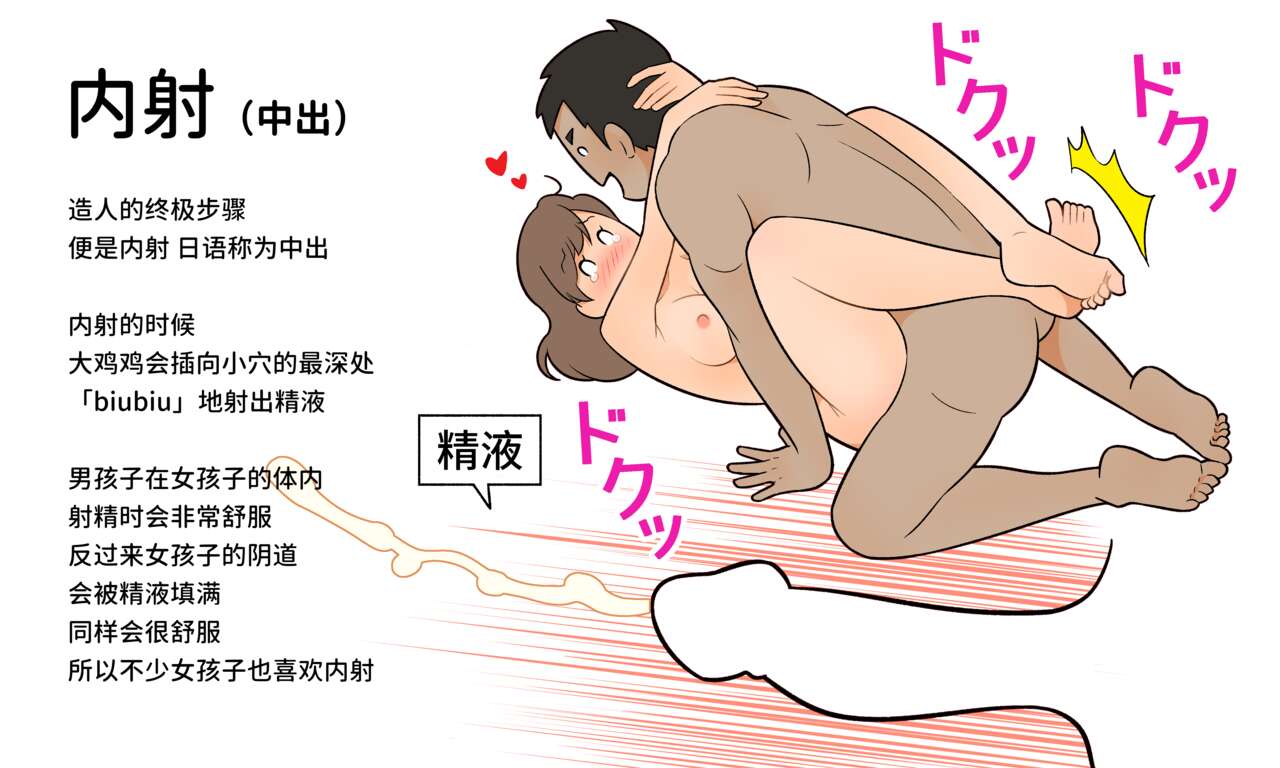 内射（中出）
造人的终极步骤
便是内射 日语称为中出
内射的时候
大鸡鸡会插向小穴的最深处
「biubiu」地射出精液
男孩子在女孩子的体内
射精时会非常舒服
反过来女孩子的阴道
会被精液填满
同样会很舒服
所以不少女孩子也喜欢内射
精液
ドクッ
ドクッ
ドクッ